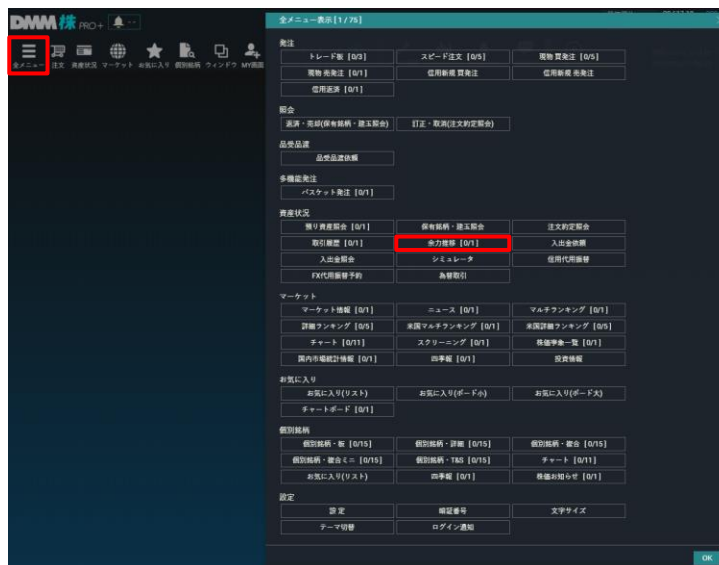 DMM 株 PRO+
全メニュー 注文 資産状況 マーケット お気に入り 個別銘柄 ウィンドウ MY画面
全メニュー表示 [1/75]
発注
トレード板 [0/3] スピード注文 [0/5] 現物 買発注 [0/5]
現物 売発注 [0/1] 信用新規 買発注 信用新規 売発注
信用返済 [0/1]
照会
返済・売却(保有銘柄・建玉照会) 訂正・取消(注文約定照会)
品受品渡
品受品渡依頼
多機能発注
バスケット発注 [0/1]
資産状況
預り資産照会 [0/1] 保有銘柄・建玉照会 注文約定照会
取引履歴 [0/1] 余力推移 [0/1] 入出金依頼
入出金照会 シミュレータ 信用代用振替
FX代用振替予約 為替取引
マーケット
マーケット情報 [0/1] ニュース [0/1] マルチランキング [0/1]
詳細ランキング [0/5] 米国マルチランキング [0/1] 米国詳細ランキング [0/5]
チャート [0/11] スクリーニング [0/1] 株価予象一覧 [0/1]
国内市場統計情報 [0/1] 四季報 [0/1] 投資情報
お気に入り
お気に入り(リスト) お気に入り(ボード小) お気に入り(ボード大)
チャートボード [0/1]
個別銘柄
個別銘柄・板 [0/15] 個別銘柄・詳細 [0/15] 個別銘柄・複合 [0/15]
個別銘柄・複合ミニ [0/15] 個別銘柄・T&S [0/15] チャート [0/11]
お気に入り(リスト) 四季報 [0/1] 株価お知らせ [0/1]
設定
設定 暗証番号 文字サイズ
テーマ切替 ログイン通知
OK